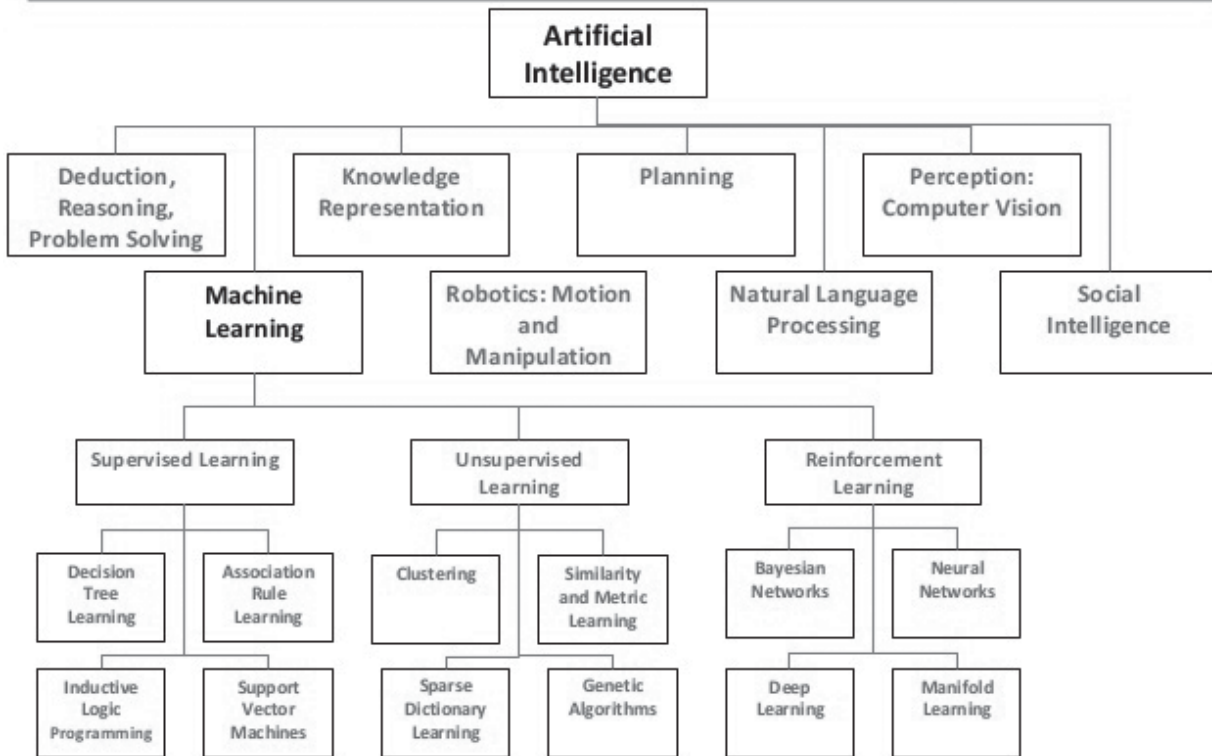 Artificial
Intelligence
Deduction,
Reasoning,
Problem Solving
Knowledge
Representation
Planning
Perception:
Computer Vision
Machine
Learning
Robotics: Motion
and
Manipulation
Natural Language
Processing
Social
Intelligence
Supervised Learning
Unsupervised
Learning
Reinforcement
Learning
Decision
Tree
Learning
Association
Rule
Learning
Clustering
Similarity
and Metric
Learning
Bayesian
Networks
Neural
Networks
Inductive
Logic
Programming
Support
Vector
Machines
Sparse
Dictionary
Learning
Genetic
Algorithms
Deep
Learning
Manifold
Learning